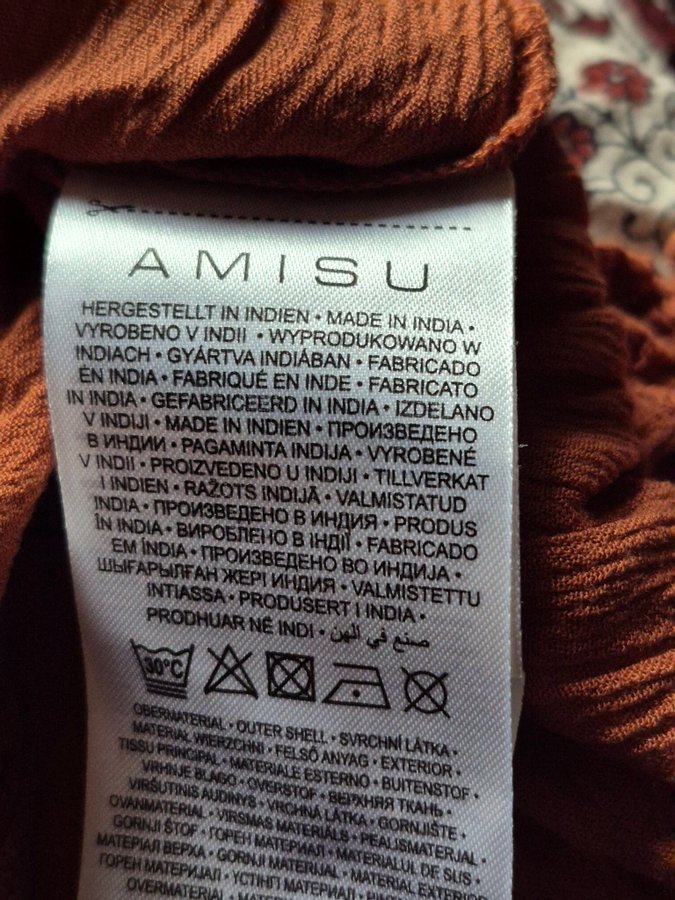 AMISU
HERGESTELLT IN INDIEN • MADE IN INDIA •
VYROBENO V INDII • WYPRODUKOWANO W
INDIACH • GYÁRTVA INDIÁBAN • FABRICADO
EN INDIA • FABRIQUÉ EN INDE • FABRICATO
IN INDIA • GEFABRICEERD IN INDIA • IZDELANO
V INDIJI • MADE IN INDIEN • ПРОИЗВЕДЕНО
В ИНДИИ • PAGAMINTA INDIJA • VYROBENÉ
V INDII • PROIZVEDENO U INDIJI • TILLVERKAT
I INDIEN • RAŽOTS INDIJĀ • VALMISTATUD
INDIA • ПРОИЗВЕДЕНО В ИНДИЯ • PRODUS
ÎN INDIA • ВИРОБЛЕНО В ІНДІЇ • FABRICADO
EM ÍNDIA • ПРОИЗВЕДЕНО ВО ИНДИЈА •
ШЫҒАРЫЛҒАН ЖЕРІ ИНДИЯ • VALMISTETTU
INTIASSA • PRODUSERT I INDIA •
PRODHUAR NË INDI • صنع في الهن
30°C
OBERMATERIAL • OUTER SHELL • SVRCHNÍ LÁTKA •
MATERIAŁ WIERZCHNI • FELSŐ ANYAG • EXTERIOR •
TISSU PRINCIPAL • MATERIALE ESTERNO • BUITENSTOF •
VRHNJE BLAGO • OVERSTOF • ВЕРХНЯЯ ТКАНЬ •
VIRŠUTINIS AUDINYS • VRCHNÁ LÁTKA • GORNJIŠTE •
OVANMATERIAL • VIRSMAS MATERIĀLS • PEALISMATERJAL •
GORNJI ŠTOF • ГОРЕН МАТЕРИАЛ • MATERIALUL DE SUS •
МАТЕРІАЛ ВЕРХА • GORNJI MATERIJAL • MATERIAL EXTERIOR
ГОРЕН МАТЕРИЈАЛ • ҮСТІҢГІ МАТЕРИАЛ •
OVERMATERIAL •